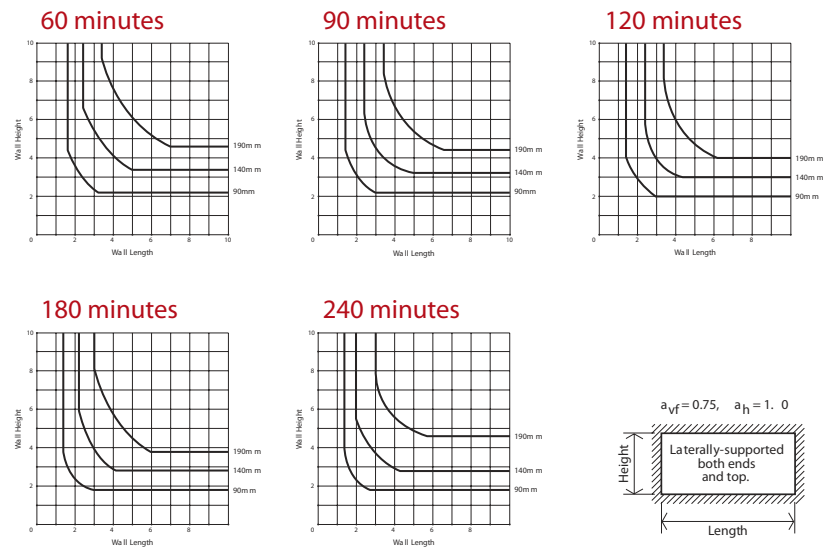 60 minutes
10
8
6
4
2
0
2
4
6
8
10
Wall Height
Wall Length
190m m
140m m
90mm
90 minutes
10
8
6
4
2
0
2
4
6
8
10
Wall Height
Wall Length
190m m
140m m
90mm
120 minutes
10
8
6
4
2
0
2
4
6
8
Wall Height
Wall Length
190m m
140m m
90m m
180 minutes
10
8
6
4
2
0
2
4
6
8
10
Wall Height
Wall Length
190m m
140m m
90m m
240 minutes
10
8
6
4
2
0
2
4
6
8
10
Wall Height
Wall Length
190m m
140m m
90m m
avf = 0.75, ah = 1. 0
Laterally-supported
both ends
and top.
Height
Length